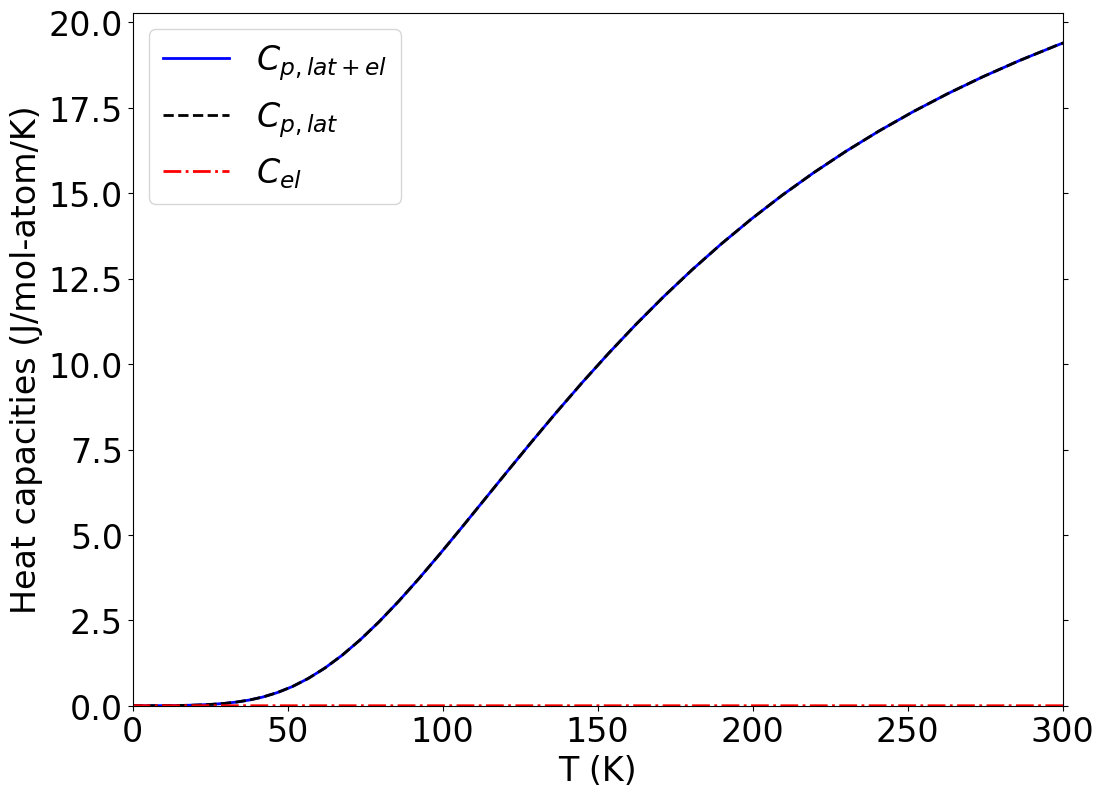 20.0
17.5
15.0
12.5
10.0
7.5
5.0
2.5
0.0
Heat capacities (J/mol-atom/K)
C_{p, lat + el}
C_{p, lat}
C_{el}
0 50 100 150 200 250 300
T (K)